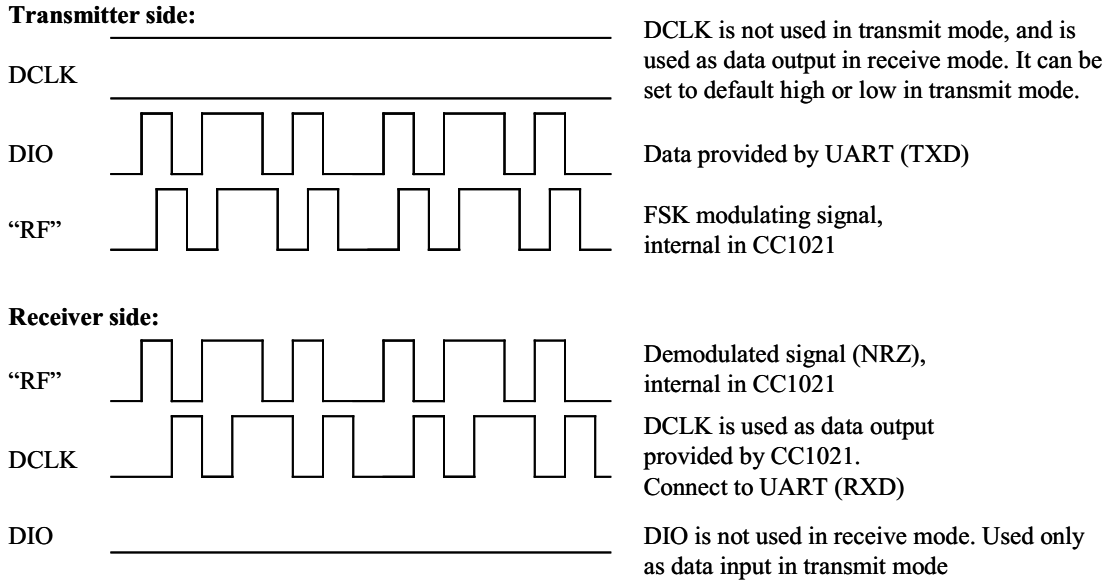 Transmitter side:
DCLK is not used in transmit mode, and is
used as data output in receive mode. It can be
set to default high or low in transmit mode.
DCLK
DIO
Data provided by UART (TXD)
“RF”
FSK modulating signal,
internal in CC1021
Receiver side:
“RF”
Demodulated signal (NRZ),
internal in CC1021
DCLK
DCLK is used as data output
provided by CC1021.
Connect to UART (RXD)
DIO
DIO is not used in receive mode. Used only
as data input in transmit mode